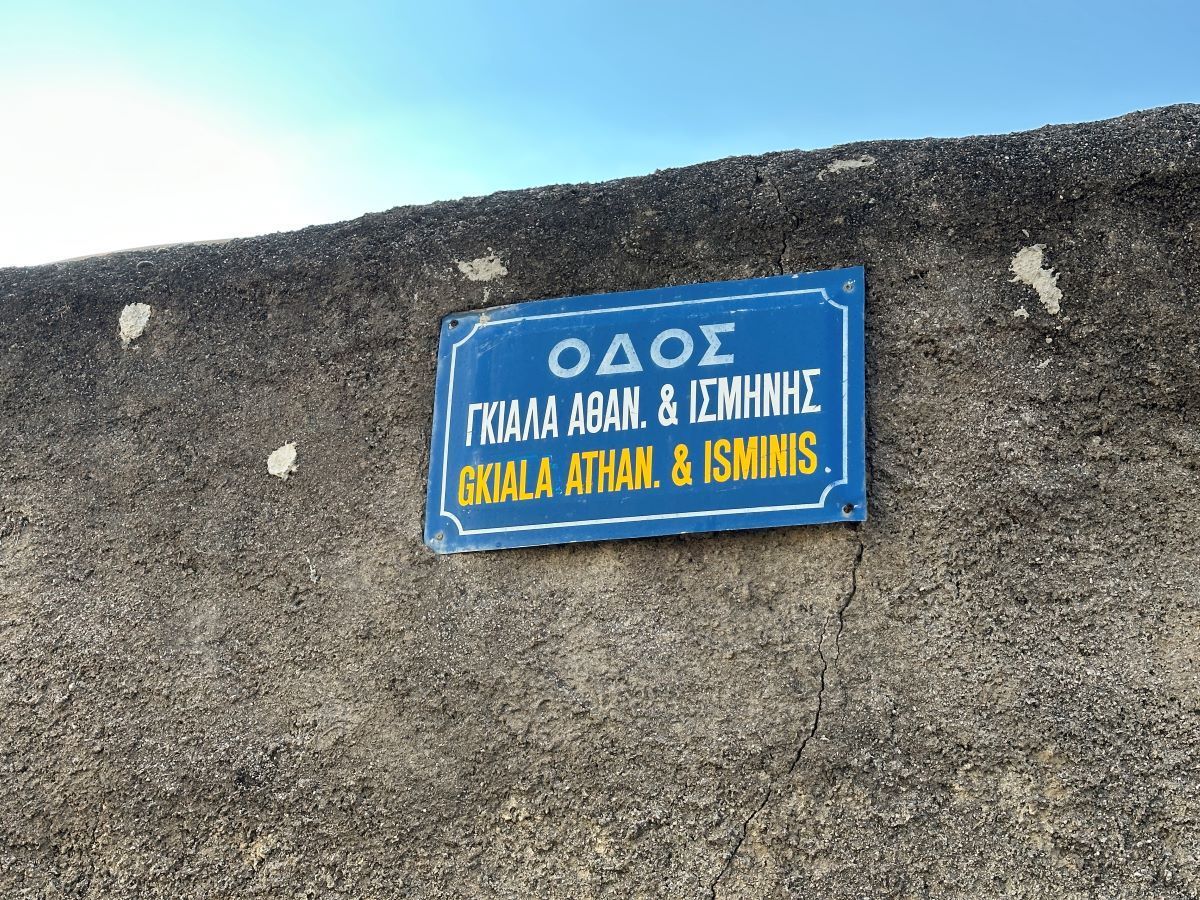 ΟΔΟΣ
ΓΚΙΑΛΑ ΑΘΑΝ. & ΙΣΜΗΝΗΣ
GKIALA ATHAN. & ISMINIS